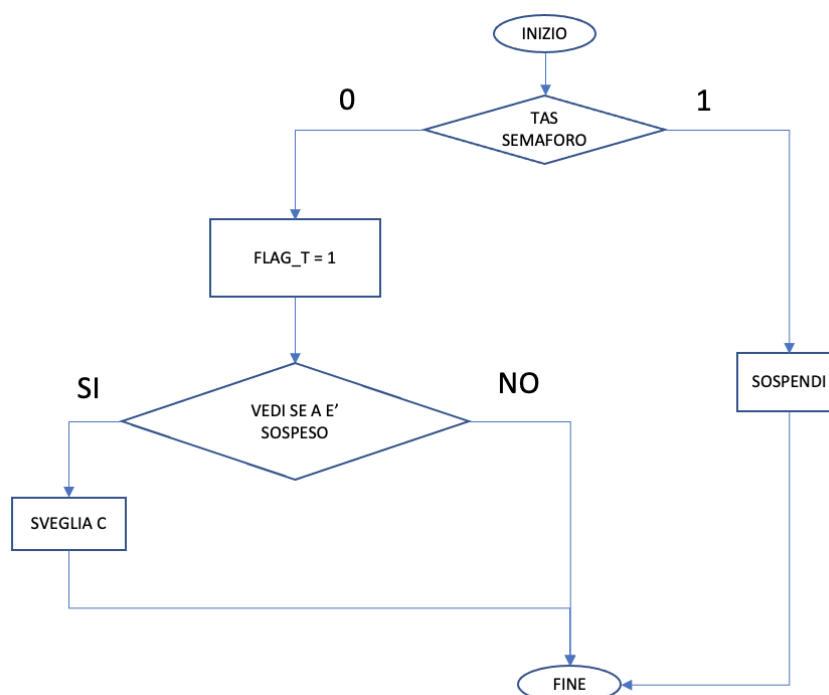 INIZIO
0
1
TAS
SEMAFORO
FLAG_T = 1
SI
NO
VEDI SE A E'
SOSPESO
SOSPENDI
SVEGLIA C
FINE